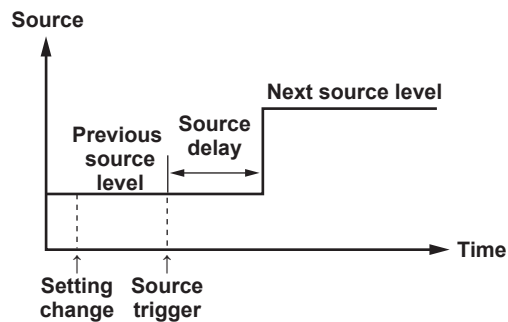 Source
Next source level
Previous
source
level
Source
delay
Time
Setting
change
Source
trigger